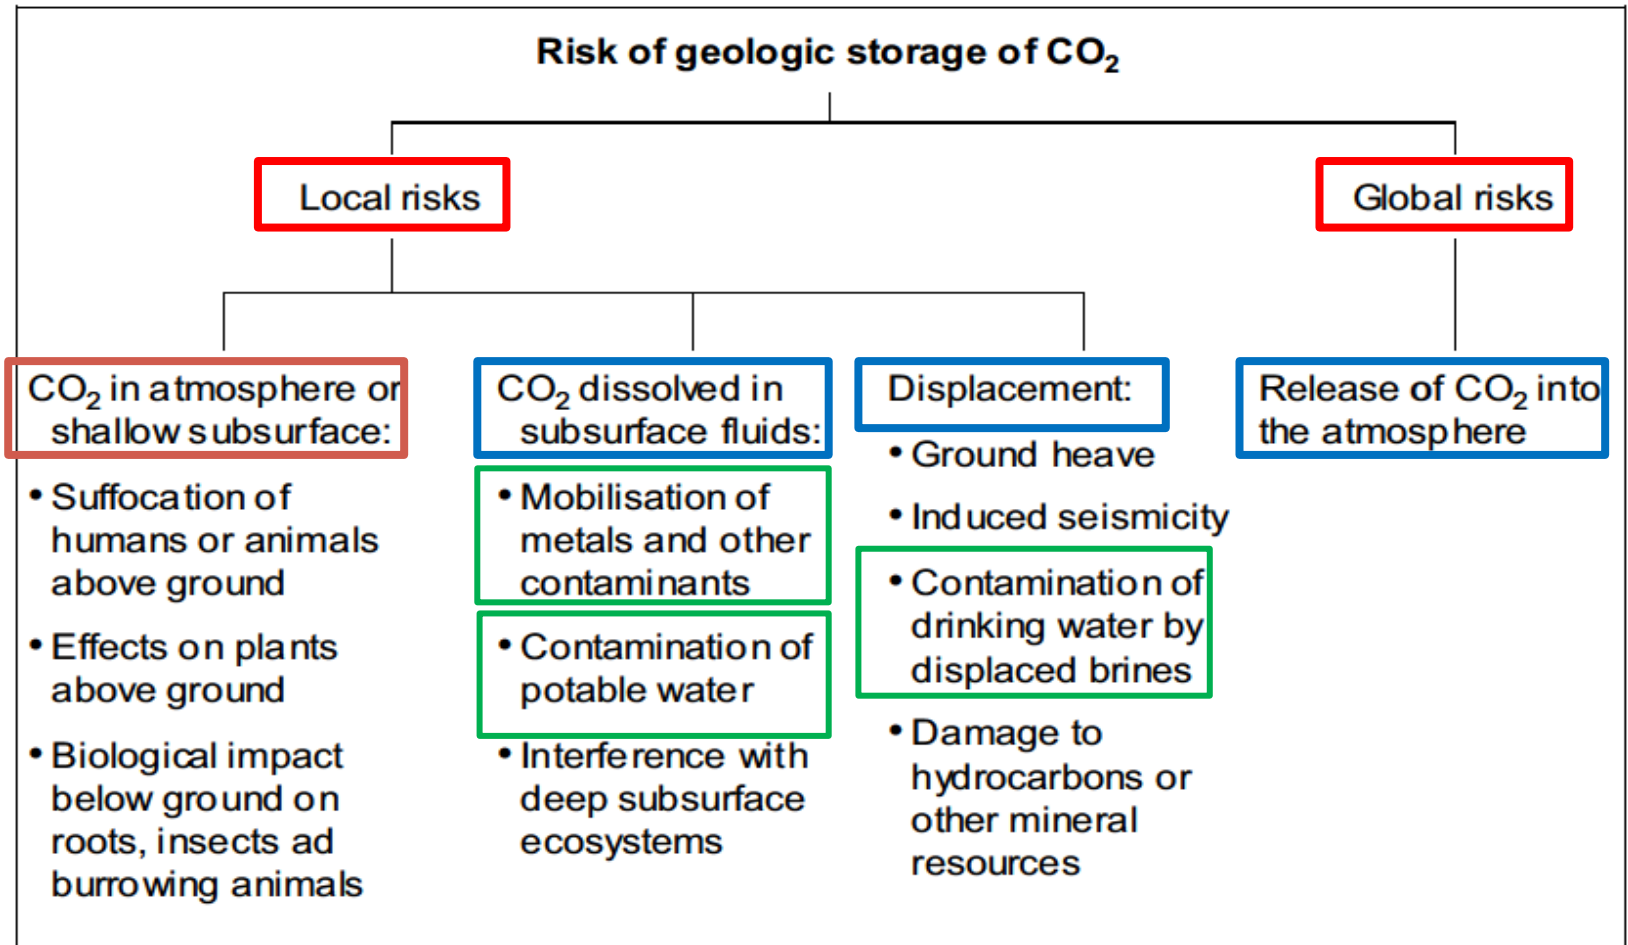 Risk of geologic storage of CO₂
Local risks
Global risks
CO₂ in atmosphere or
shallow subsurface:
• Suffocation of
humans or animals
above ground
• Effects on plants
above ground
• Biological impact
below ground on
roots, insects ad
burrowing animals
CO₂ dissolved in
subsurface fluids:
• Mobilisation of
metals and other
contaminants
• Contamination of
potable water
• Interference with
deep subsurface
ecosystems
Displacement:
• Ground heave
• Induced seismicity
• Contamination of
drinking water by
displaced brines
• Damage to
hydrocarbons or
other mineral
resources
Release of CO₂ into
the atmosphere